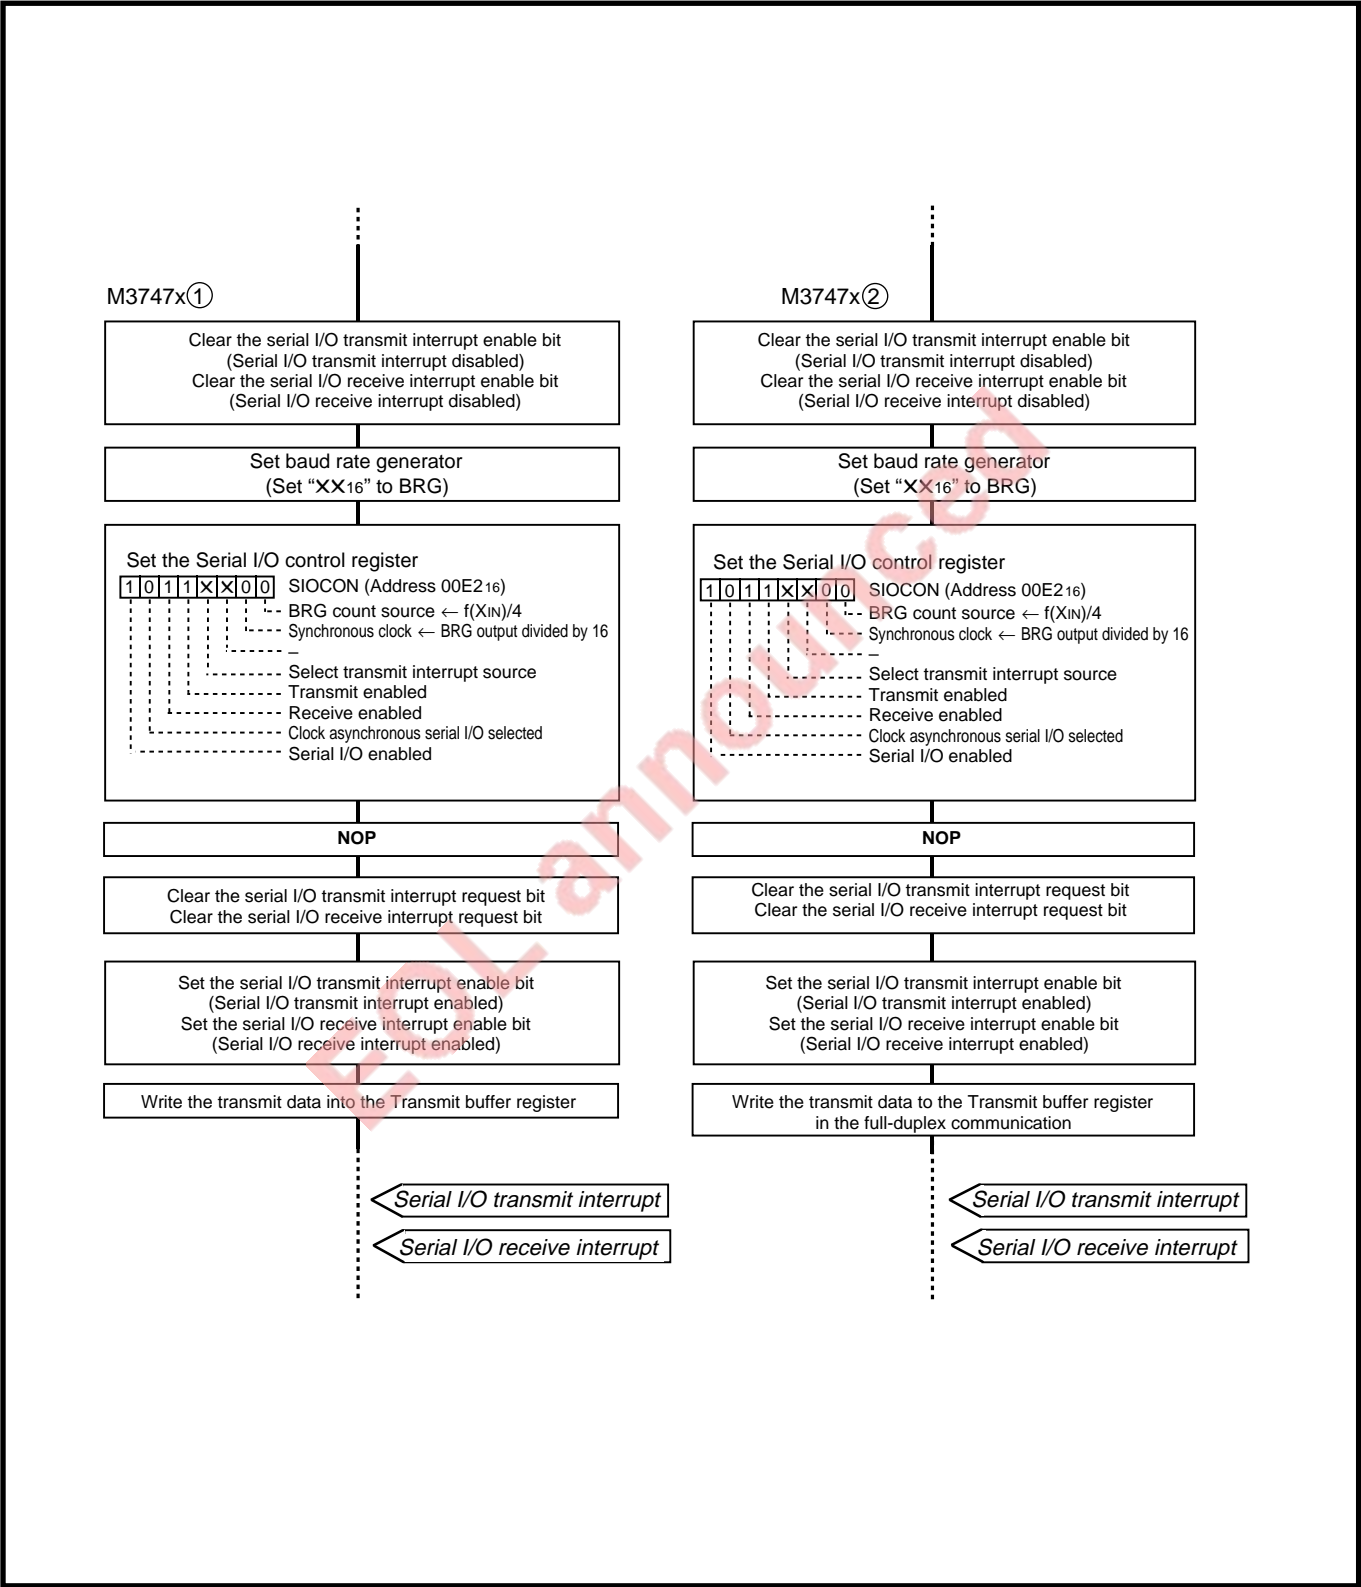 M3747x①
Clear the serial I/O transmit interrupt enable bit
(Serial I/O transmit interrupt disabled)
Clear the serial I/O receive interrupt enable bit
(Serial I/O receive interrupt disabled)
Set baud rate generator
(Set “XX16” to BRG)
Set the Serial I/O control register
1 0 1 1 X X 0 0 SIOCON (Address 00E216)
BRG count source ← f(XIN)/4
Synchronous clock ← BRG output divided by 16
–
Select transmit interrupt source
Transmit enabled
Receive enabled
Clock asynchronous serial I/O selected
Serial I/O enabled
NOP
Clear the serial I/O transmit interrupt request bit
Clear the serial I/O receive interrupt request bit
Set the serial I/O transmit interrupt enable bit
(Serial I/O transmit interrupt enabled)
Set the serial I/O receive interrupt enable bit
(Serial I/O receive interrupt enabled)
Write the transmit data into the Transmit buffer register
Serial I/O transmit interrupt
Serial I/O receive interrupt
M3747x②
Clear the serial I/O transmit interrupt enable bit
(Serial I/O transmit interrupt disabled)
Clear the serial I/O receive interrupt enable bit
(Serial I/O receive interrupt disabled)
Set baud rate generator
(Set “XX16” to BRG)
Set the Serial I/O control register
1 0 1 1 X X 0 0 SIOCON (Address 00E216)
BRG count source ← f(XIN)/4
Synchronous clock ← BRG output divided by 16
–
Select transmit interrupt source
Transmit enabled
Receive enabled
Clock asynchronous serial I/O selected
Serial I/O enabled
NOP
Clear the serial I/O transmit interrupt request bit
Clear the serial I/O receive interrupt request bit
Set the serial I/O transmit interrupt enable bit
(Serial I/O transmit interrupt enabled)
Set the serial I/O receive interrupt enable bit
(Serial I/O receive interrupt enabled)
Write the transmit data to the Transmit buffer register
in the full-duplex communication
Serial I/O transmit interrupt
Serial I/O receive interrupt
EOL announced